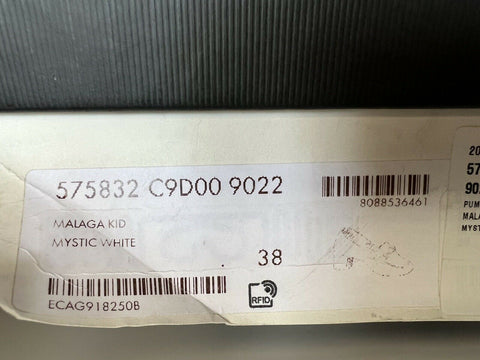 575832 C9D00 9022
8088536461
MALAGA KID
MYSTIC WHITE
38
ECAG918250B
RFID
20
57
90
PUM
MALA
MYST